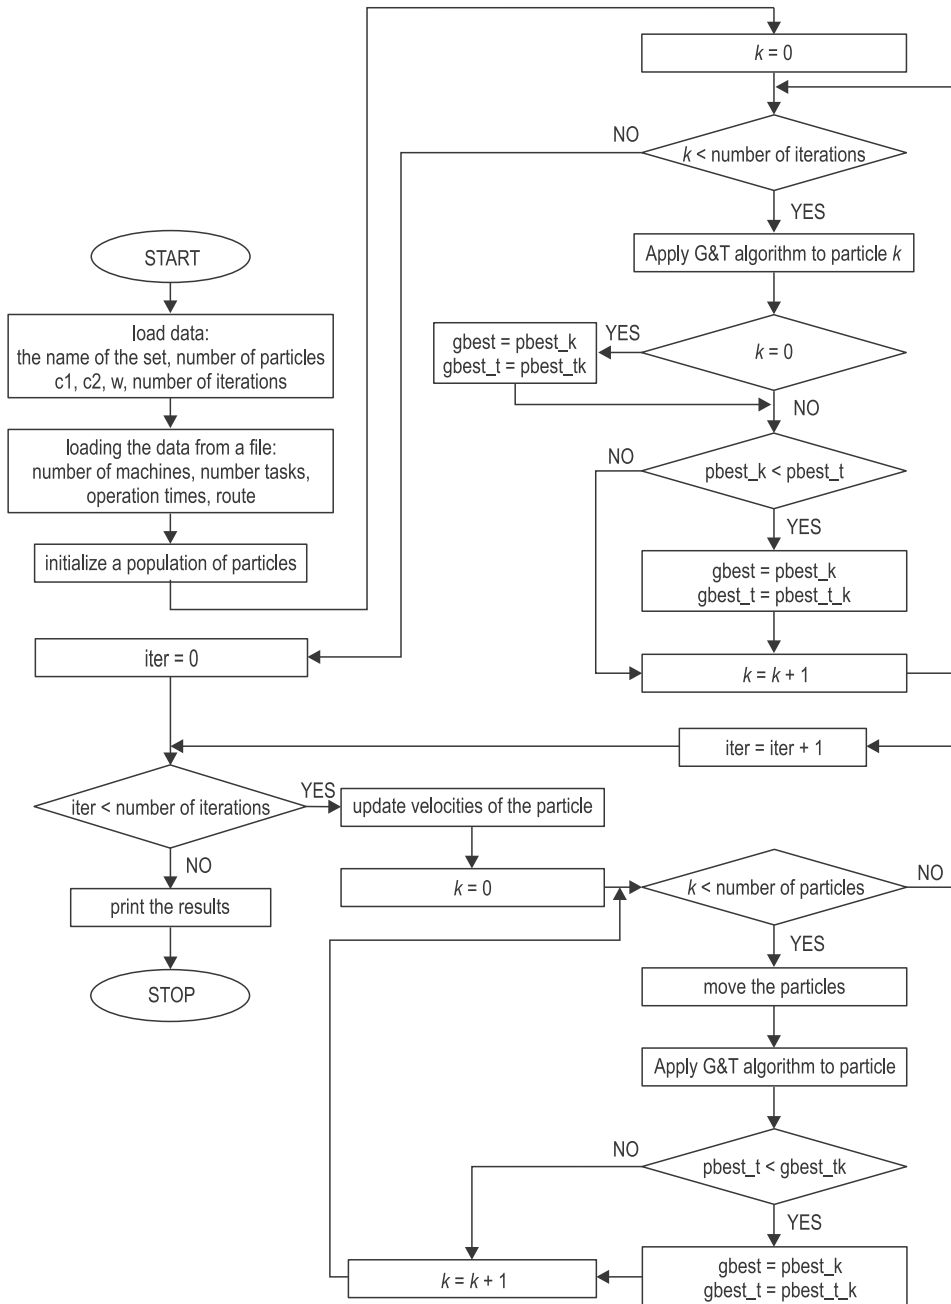 START
load data:
the name of the set, number of particles
c1, c2, w, number of iterations
loading the data from a file:
number of machines, number tasks,
operation times, route
initialize a population of particles
k = 0
k < number of iterations
NO
YES
Apply G&T algorithm to particle k
k = 0
YES
gbest = pbest_k
gbest_t = pbest_tk
NO
pbest_k < pbest_t
NO
YES
gbest = pbest_k
gbest_t = pbest_t_k
k = k + 1
iter = 0
iter = iter + 1
iter < number of iterations
YES
update velocities of the particle
NO
print the results
STOP
k = 0
k < number of particles
NO
YES
move the particles
Apply G&T algorithm to particle
pbest_t < gbest_tk
NO
YES
gbest = pbest_k
gbest_t = pbest_t_k
k = k + 1